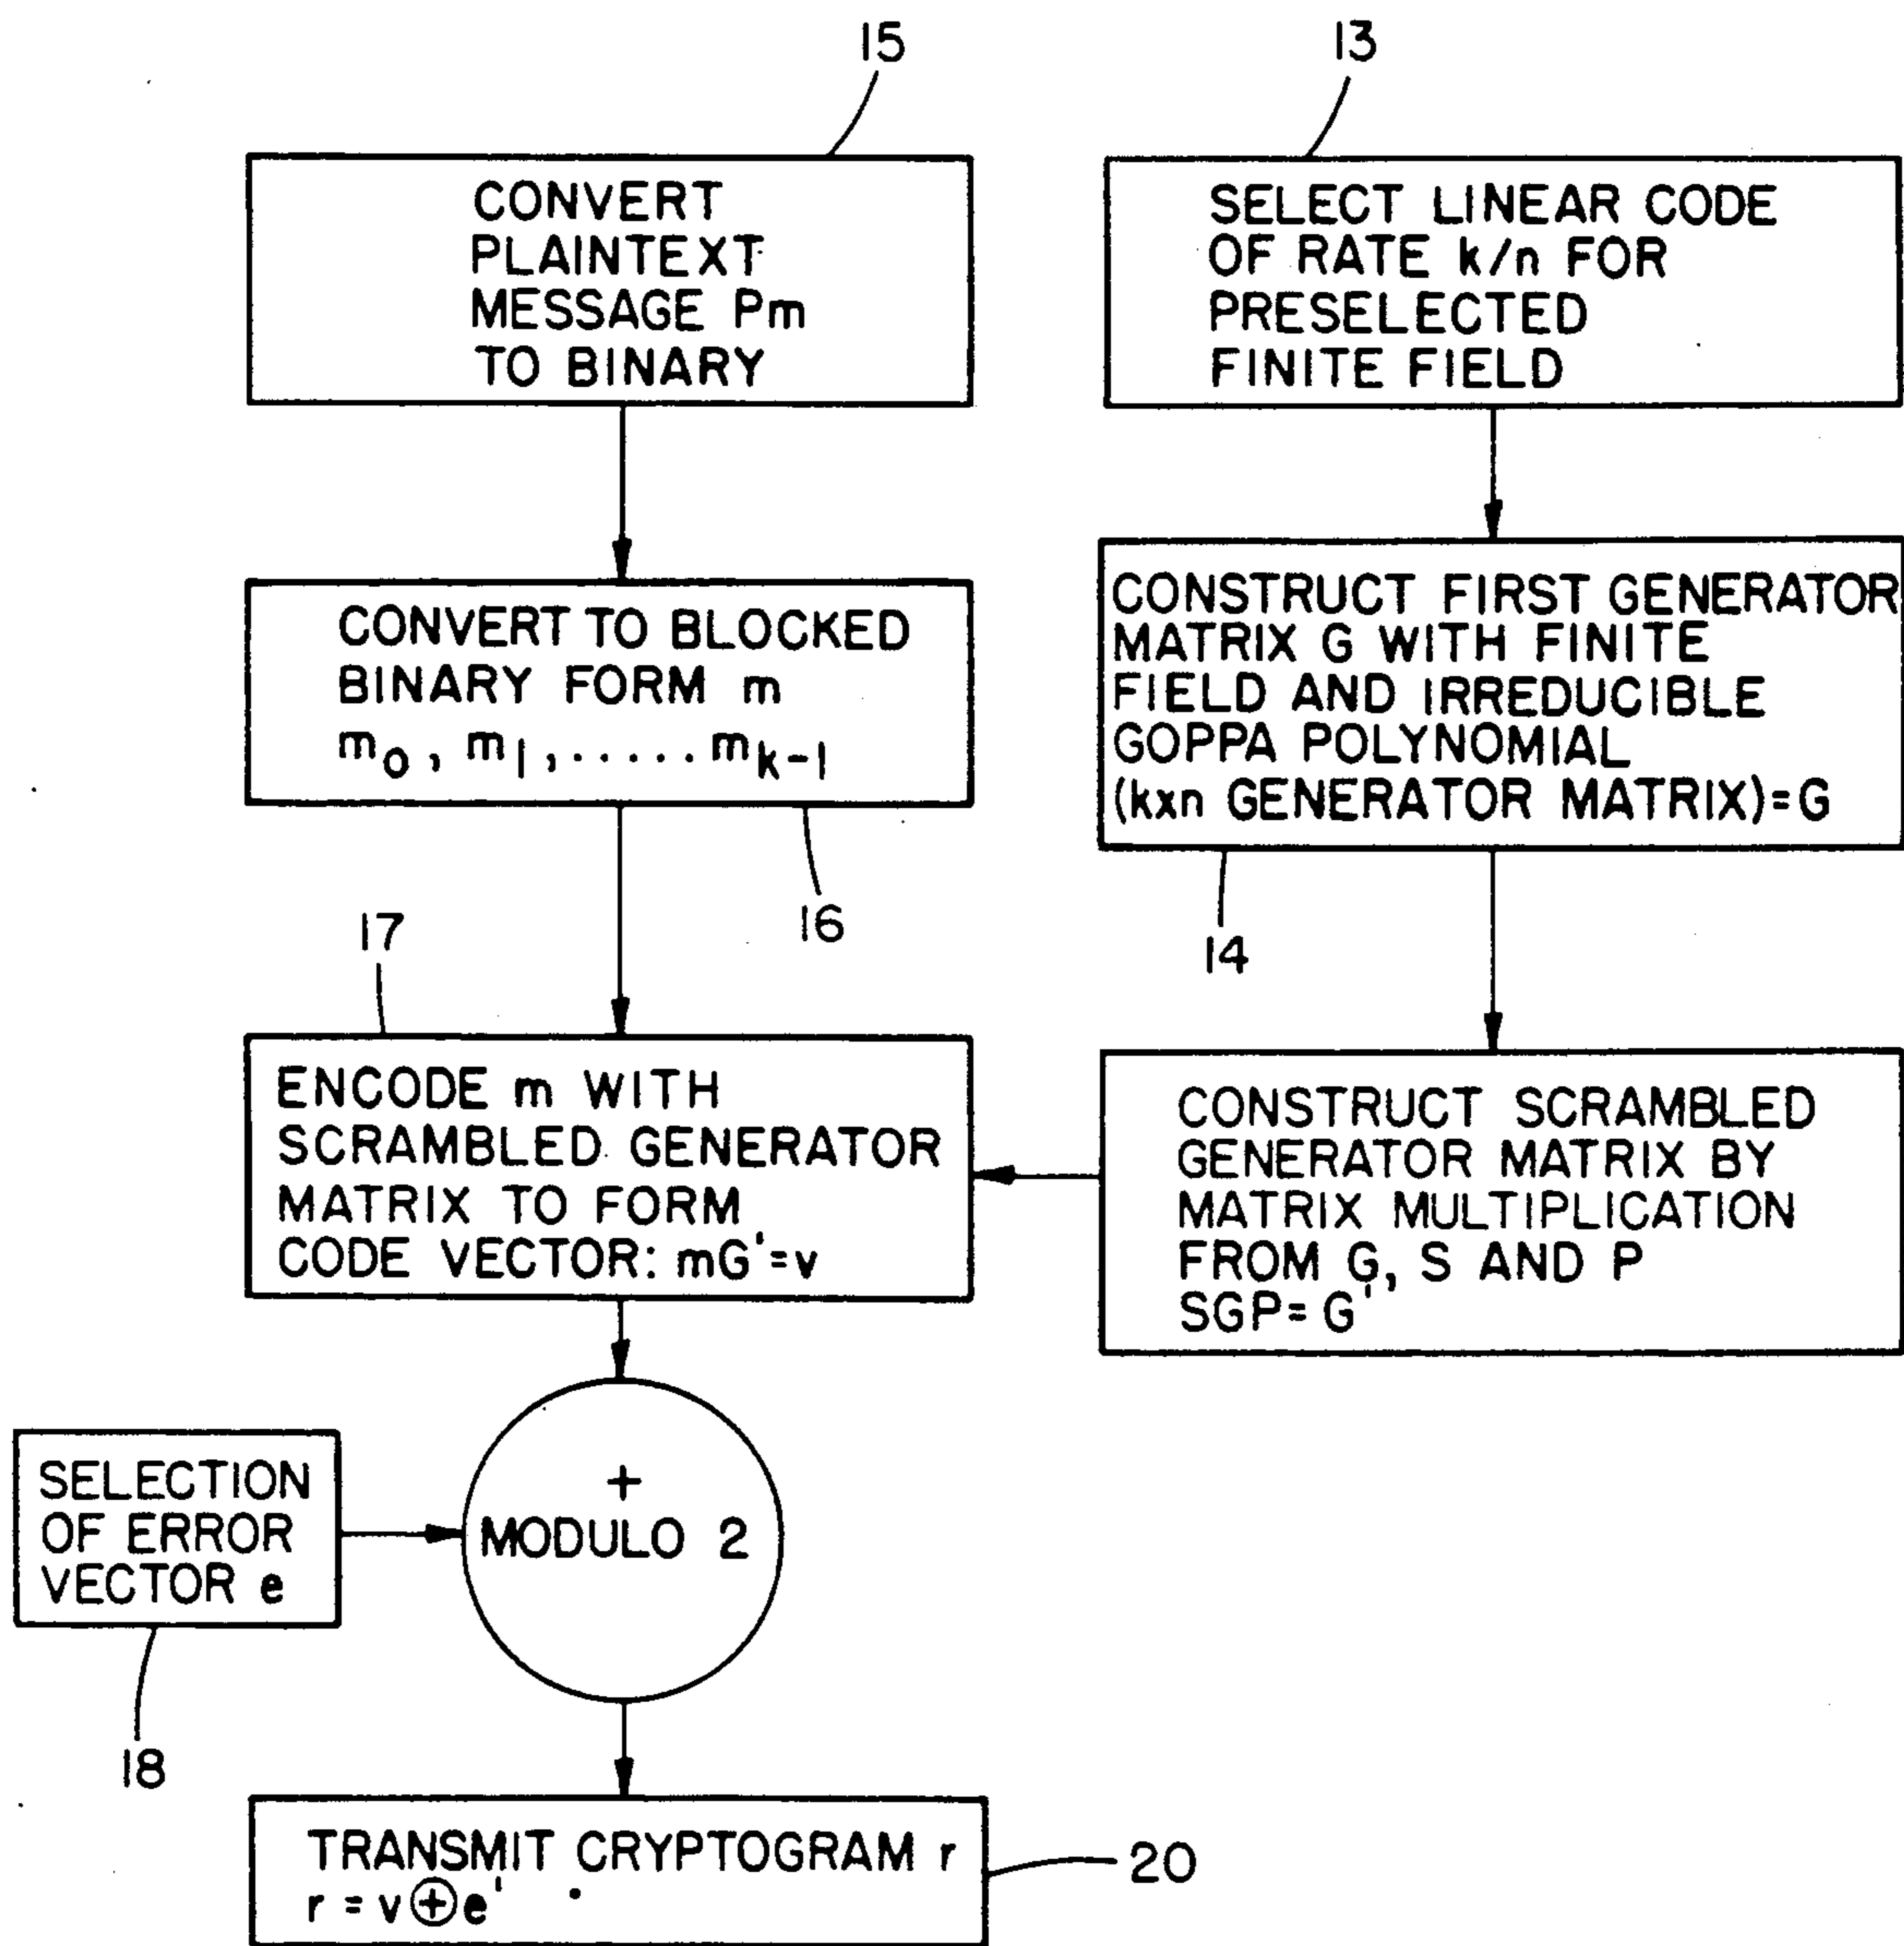 15
CONVERT
PLAINTEXT
MESSAGE Pm
TO BINARY
13
SELECT LINEAR CODE
OF RATE k/n FOR
PRESELECTED
FINITE FIELD
CONVERT TO BLOCKED
BINARY FORM m
m₀, m₁, ..... mₖ₋₁
16
CONSTRUCT FIRST GENERATOR
MATRIX G WITH FINITE
FIELD AND IRREDUCIBLE
GOPPA POLYNOMIAL
(kxn GENERATOR MATRIX)=G
14
17
ENCODE m WITH
SCRAMBLED GENERATOR
MATRIX TO FORM
CODE VECTOR: mG'=v
CONSTRUCT SCRAMBLED
GENERATOR MATRIX BY
MATRIX MULTIPLICATION
FROM G, S AND P
SGP=G'
SELECTION
OF ERROR
VECTOR e
18
+
MODULO 2
TRANSMIT CRYPTOGRAM r
r=v⊕e'
20